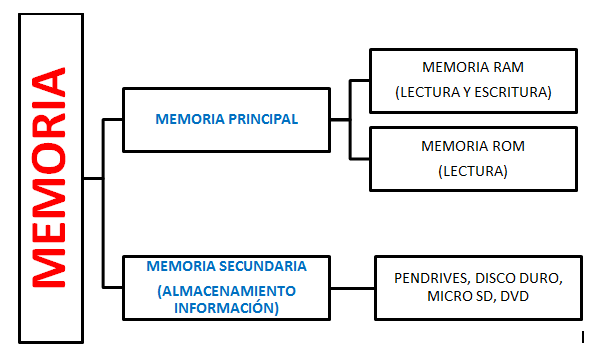 MEMORIA
MEMORIA PRINCIPAL
MEMORIA RAM
(LECTURA Y ESCRITURA)
MEMORIA ROM
(LECTURA)
MEMORIA SECUNDARIA
(ALMACENAMIENTO
INFORMACIÓN)
PENDRIVES, DISCO DURO,
MICRO SD, DVD